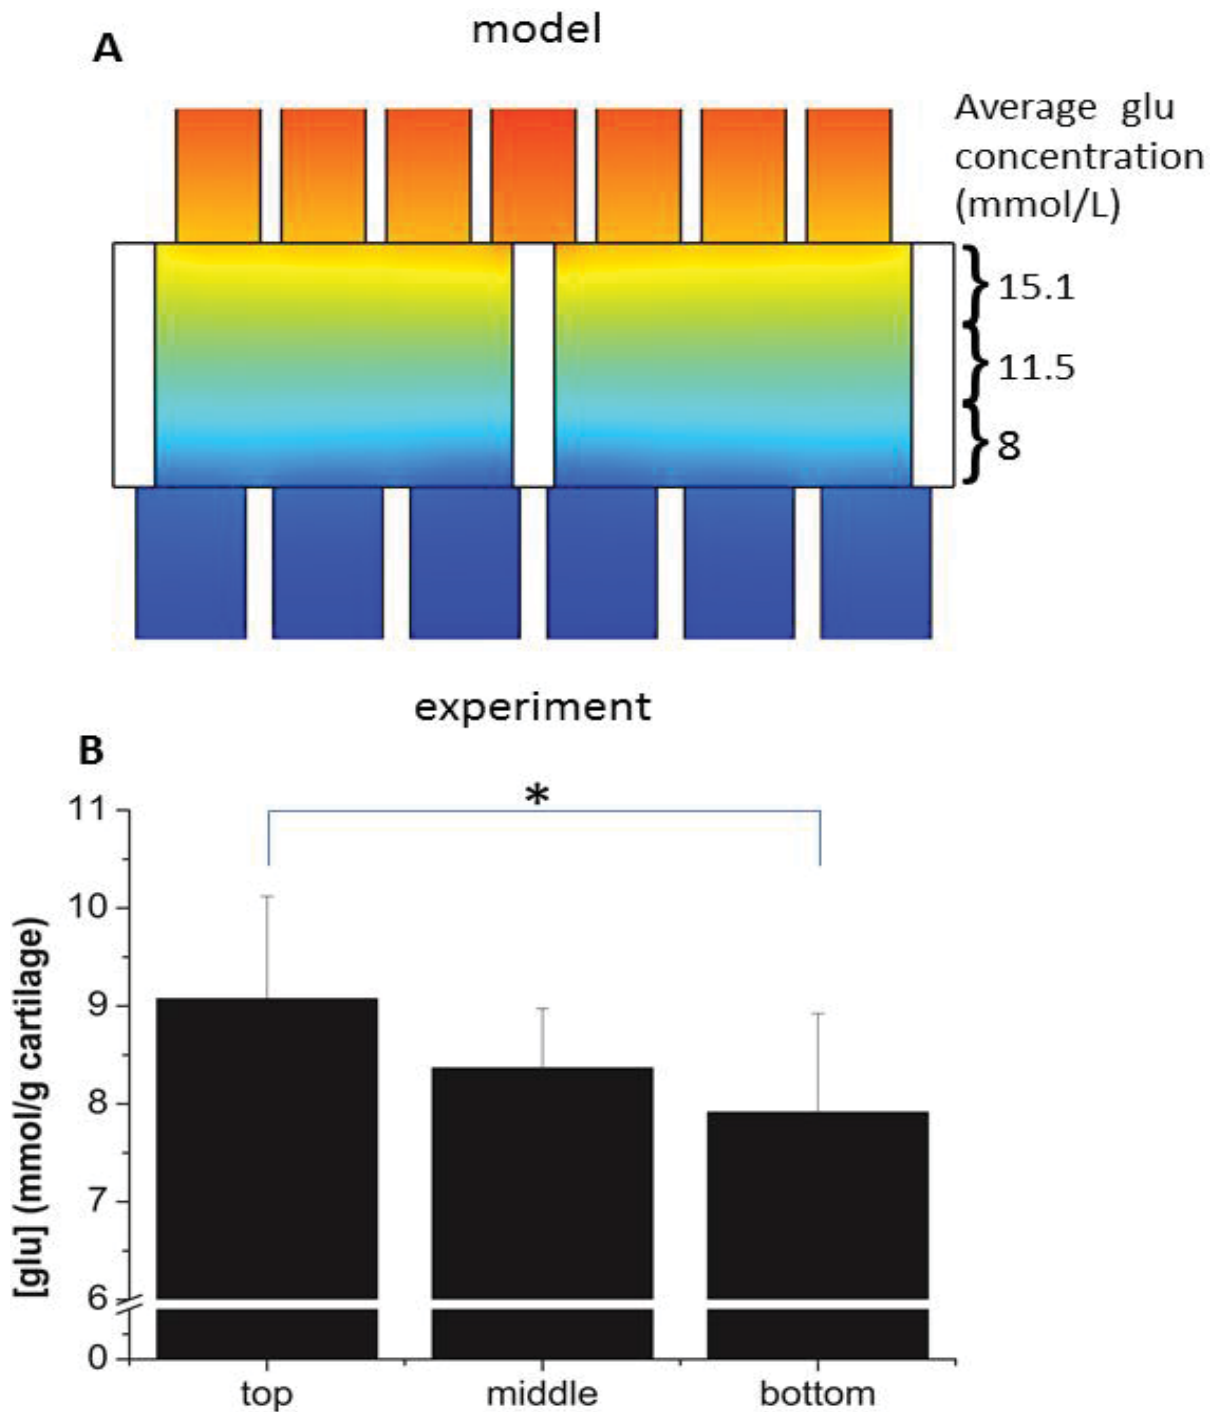 model
A
Average glu
concentration
(mmol/L)
15.1
11.5
8
experiment
B
*
11
10
9
8
7
6
0
[glu] (mmol/g cartilage)
top
middle
bottom